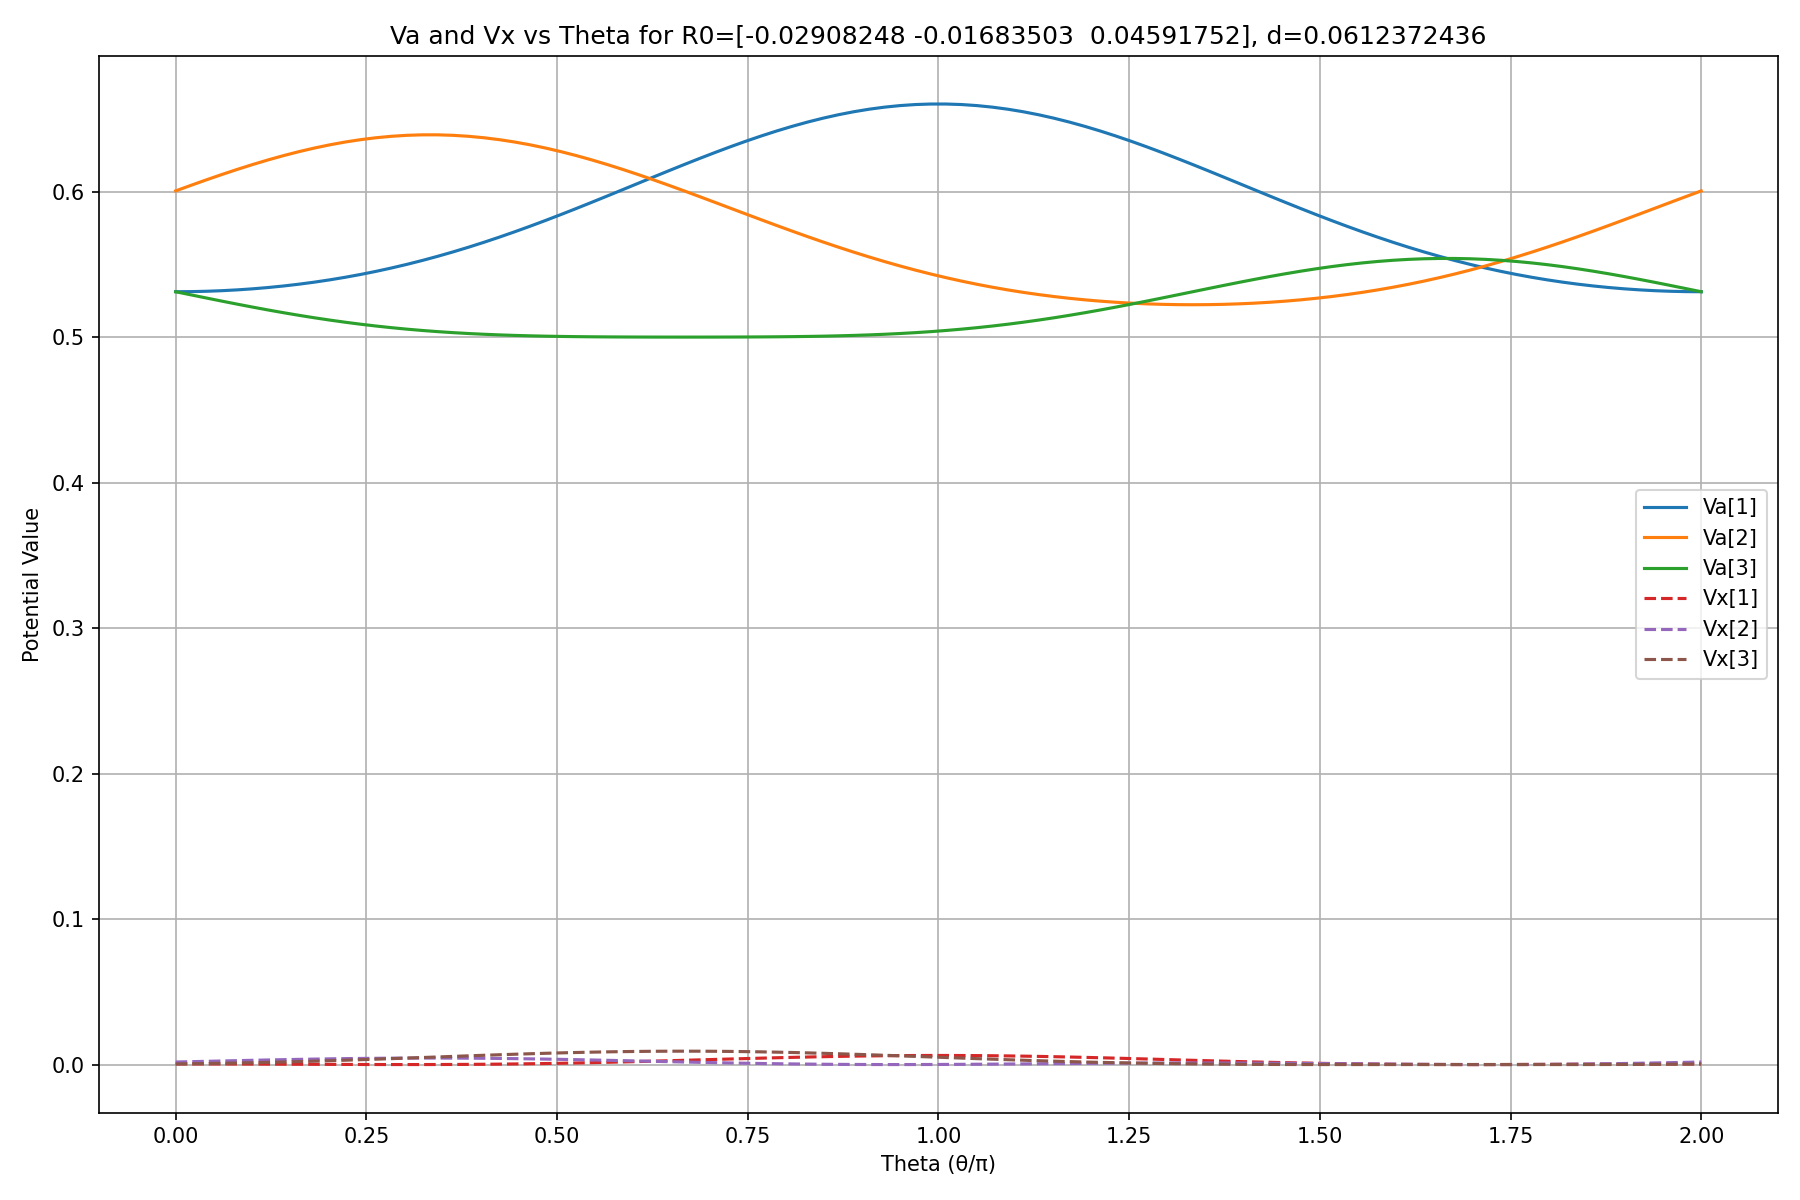 Va and Vx vs Theta for R0=[-0.02908248 -0.01683503  0.04591752], d=0.0612372436
Potential Value
0.6
0.5
0.4
0.3
0.2
0.1
0.0
Va[1]
Va[2]
Va[3]
Vx[1]
Vx[2]
Vx[3]
0.00 0.25 0.50 0.75 1.00 1.25 1.50 1.75 2.00
Theta (θ/π)